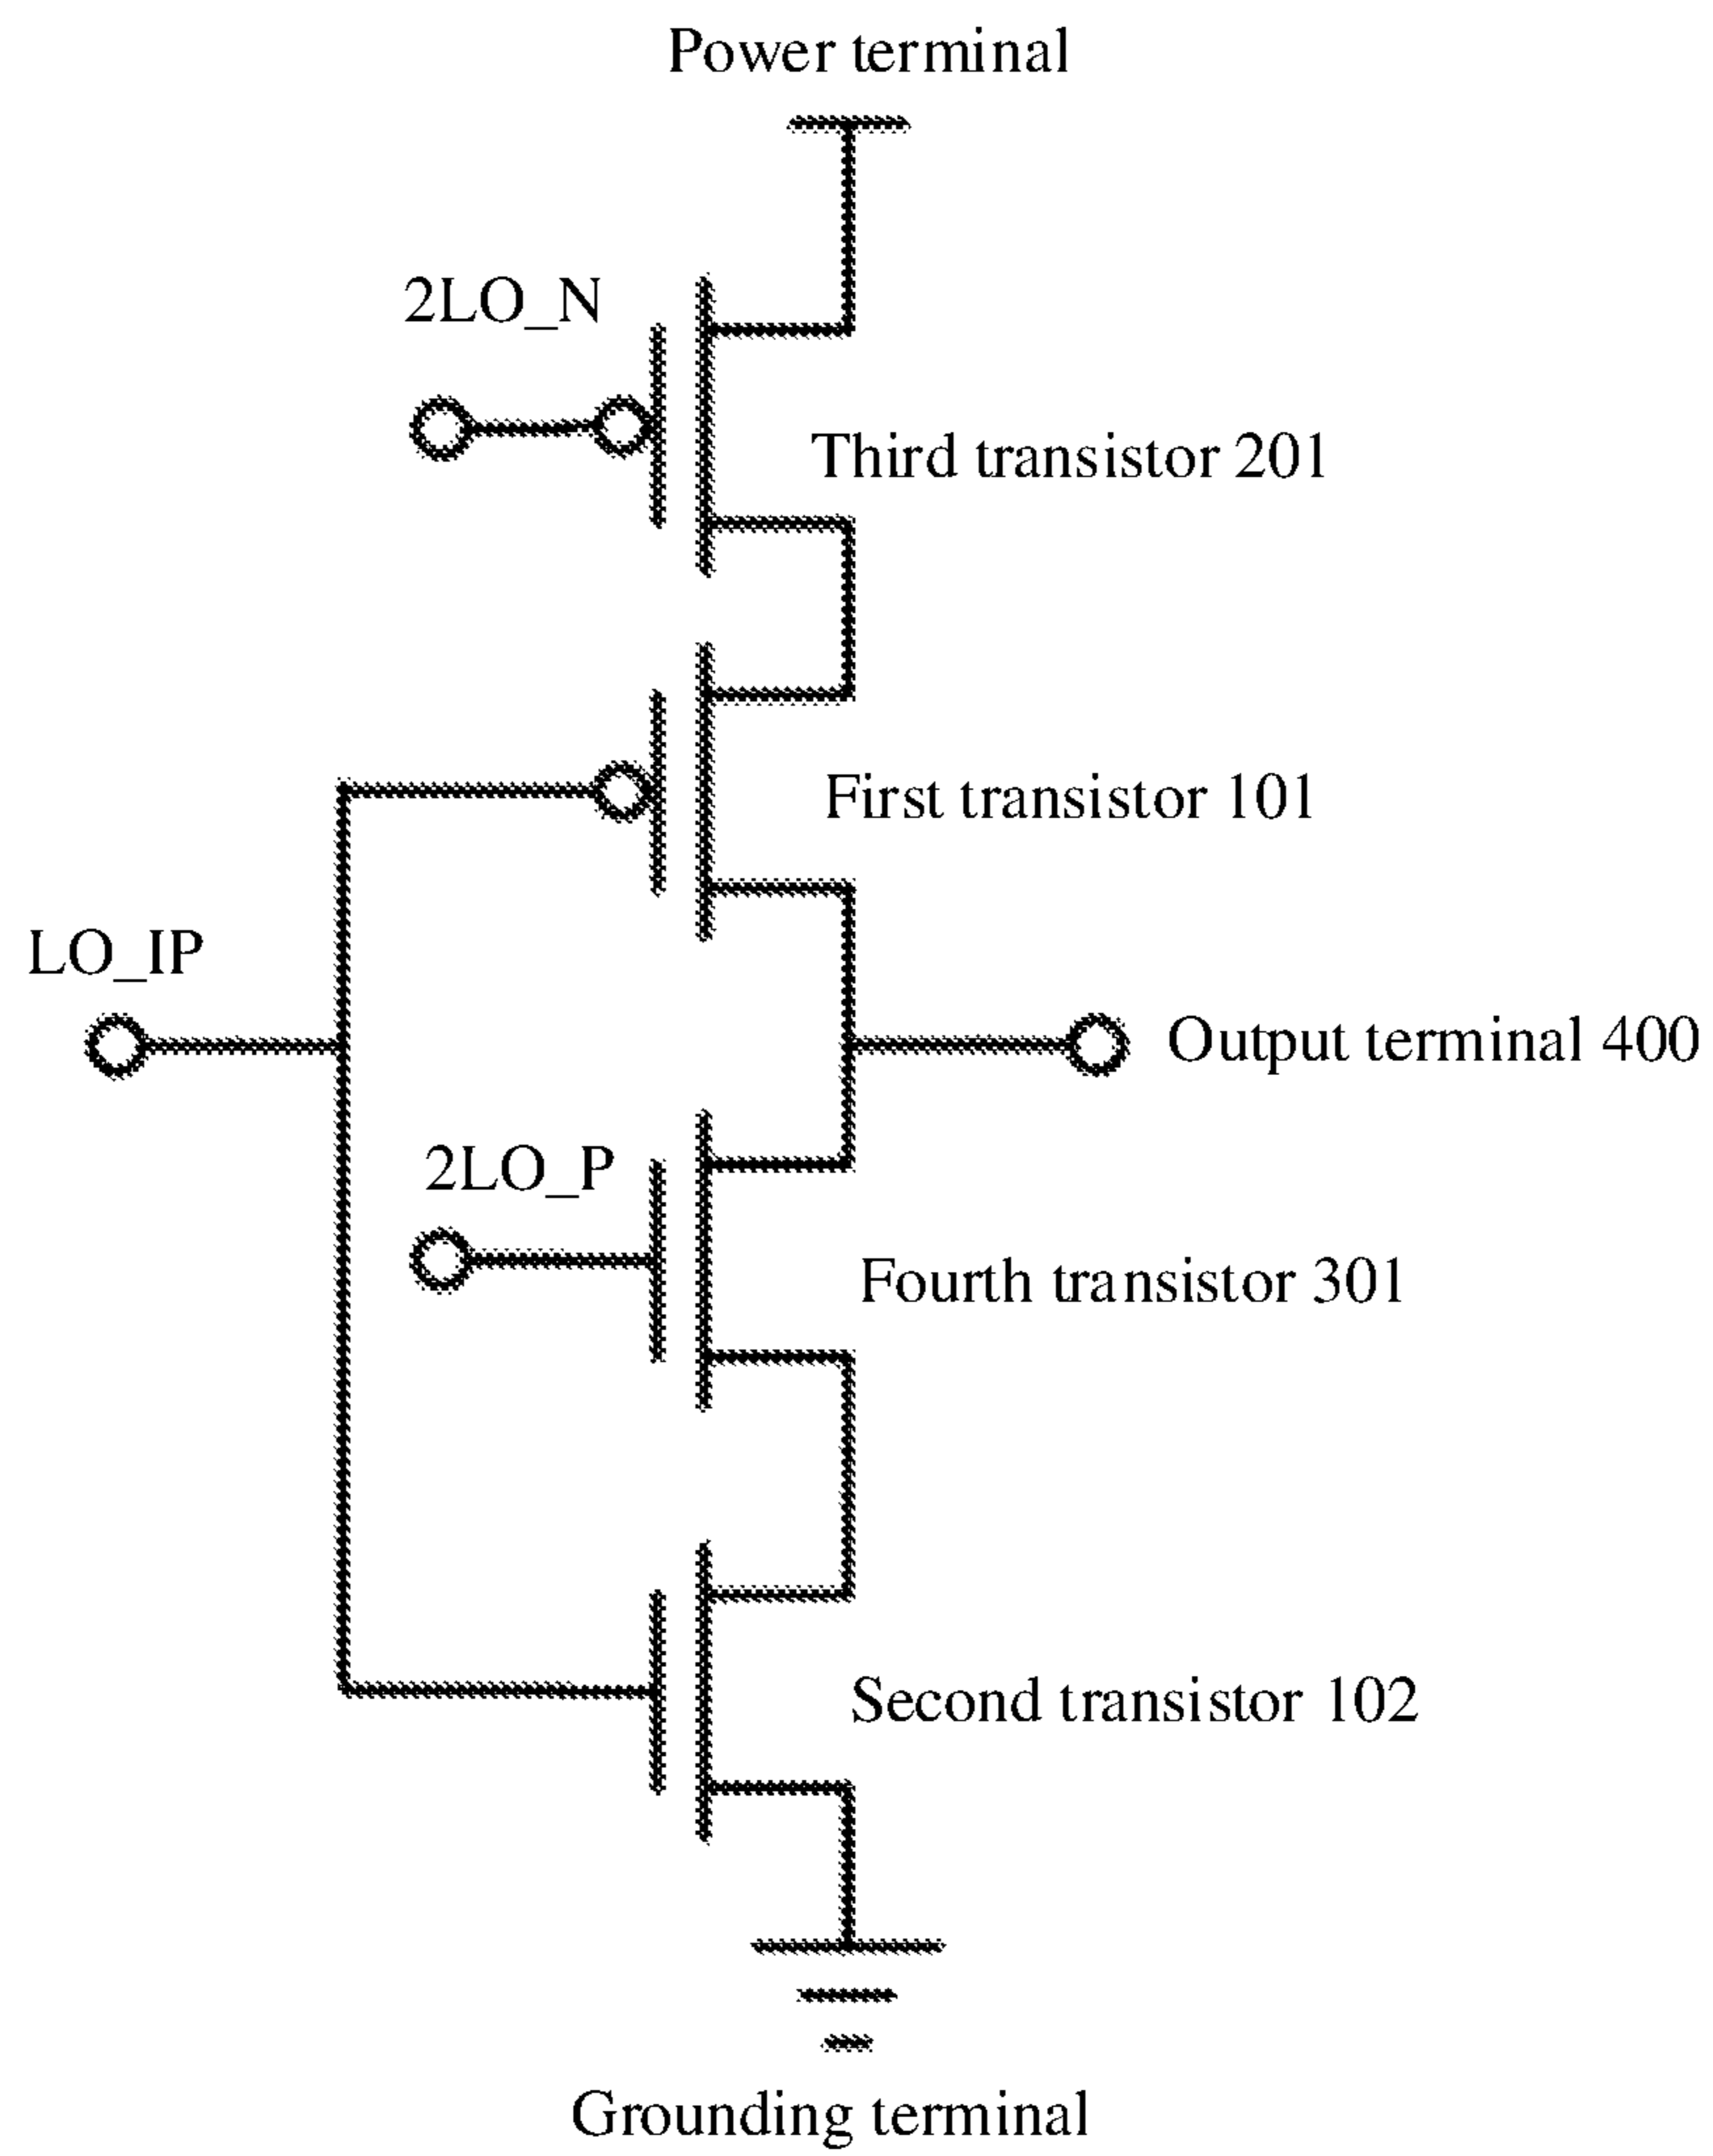 Power terminal
2LO_N
Third transistor 201
First transistor 101
LO_IP
Output terminal 400
2LO_P
Fourth transistor 301
Second transistor 102
Grounding terminal